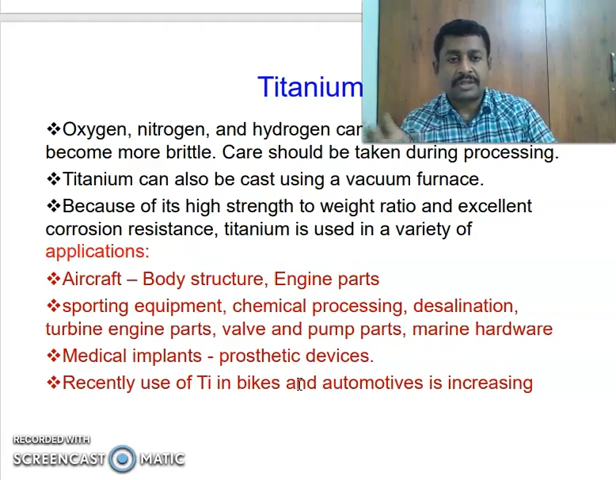 Titanium
❖Oxygen, nitrogen, and hydrogen can
become more brittle. Care should be taken during processing.
❖Titanium can also be cast using a vacuum furnace.
❖Because of its high strength to weight ratio and excellent
corrosion resistance, titanium is used in a variety of
applications:
❖Aircraft – Body structure, Engine parts
❖sporting equipment, chemical processing, desalination,
turbine engine parts, valve and pump parts, marine hardware
❖Medical implants - prosthetic devices.
❖Recently use of Ti in bikes and automotives is increasing
RECORDED WITH
SCREENCAST MATIC